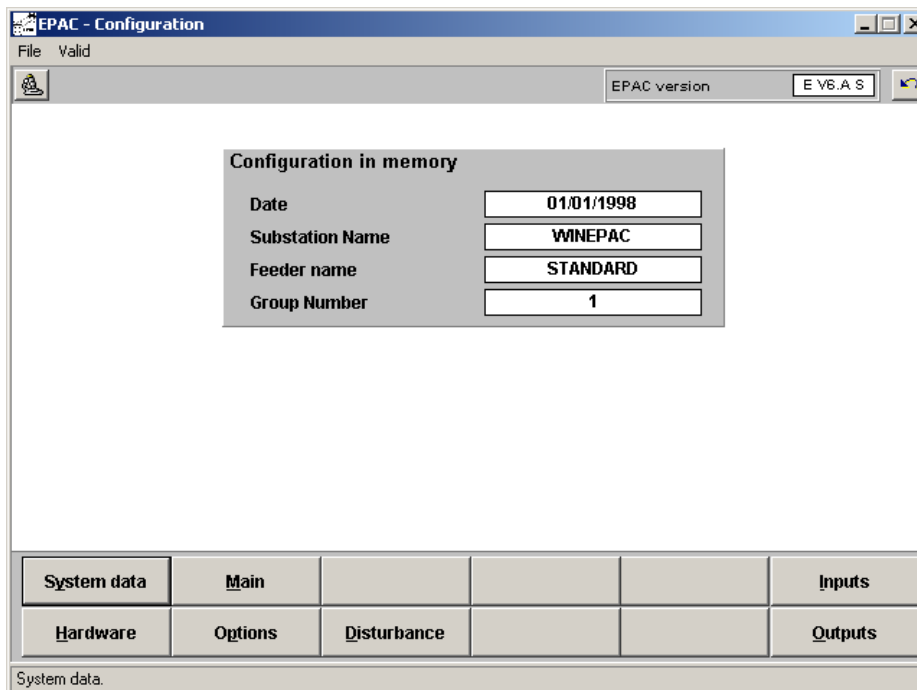 EPAC - Configuration
File Valid
EPAC version E V6.A S
Configuration in memory
Date 01/01/1998
Substation Name WINEPAC
Feeder name STANDARD
Group Number 1
System data Main Inputs
Hardware Options Disturbance Outputs
System data.